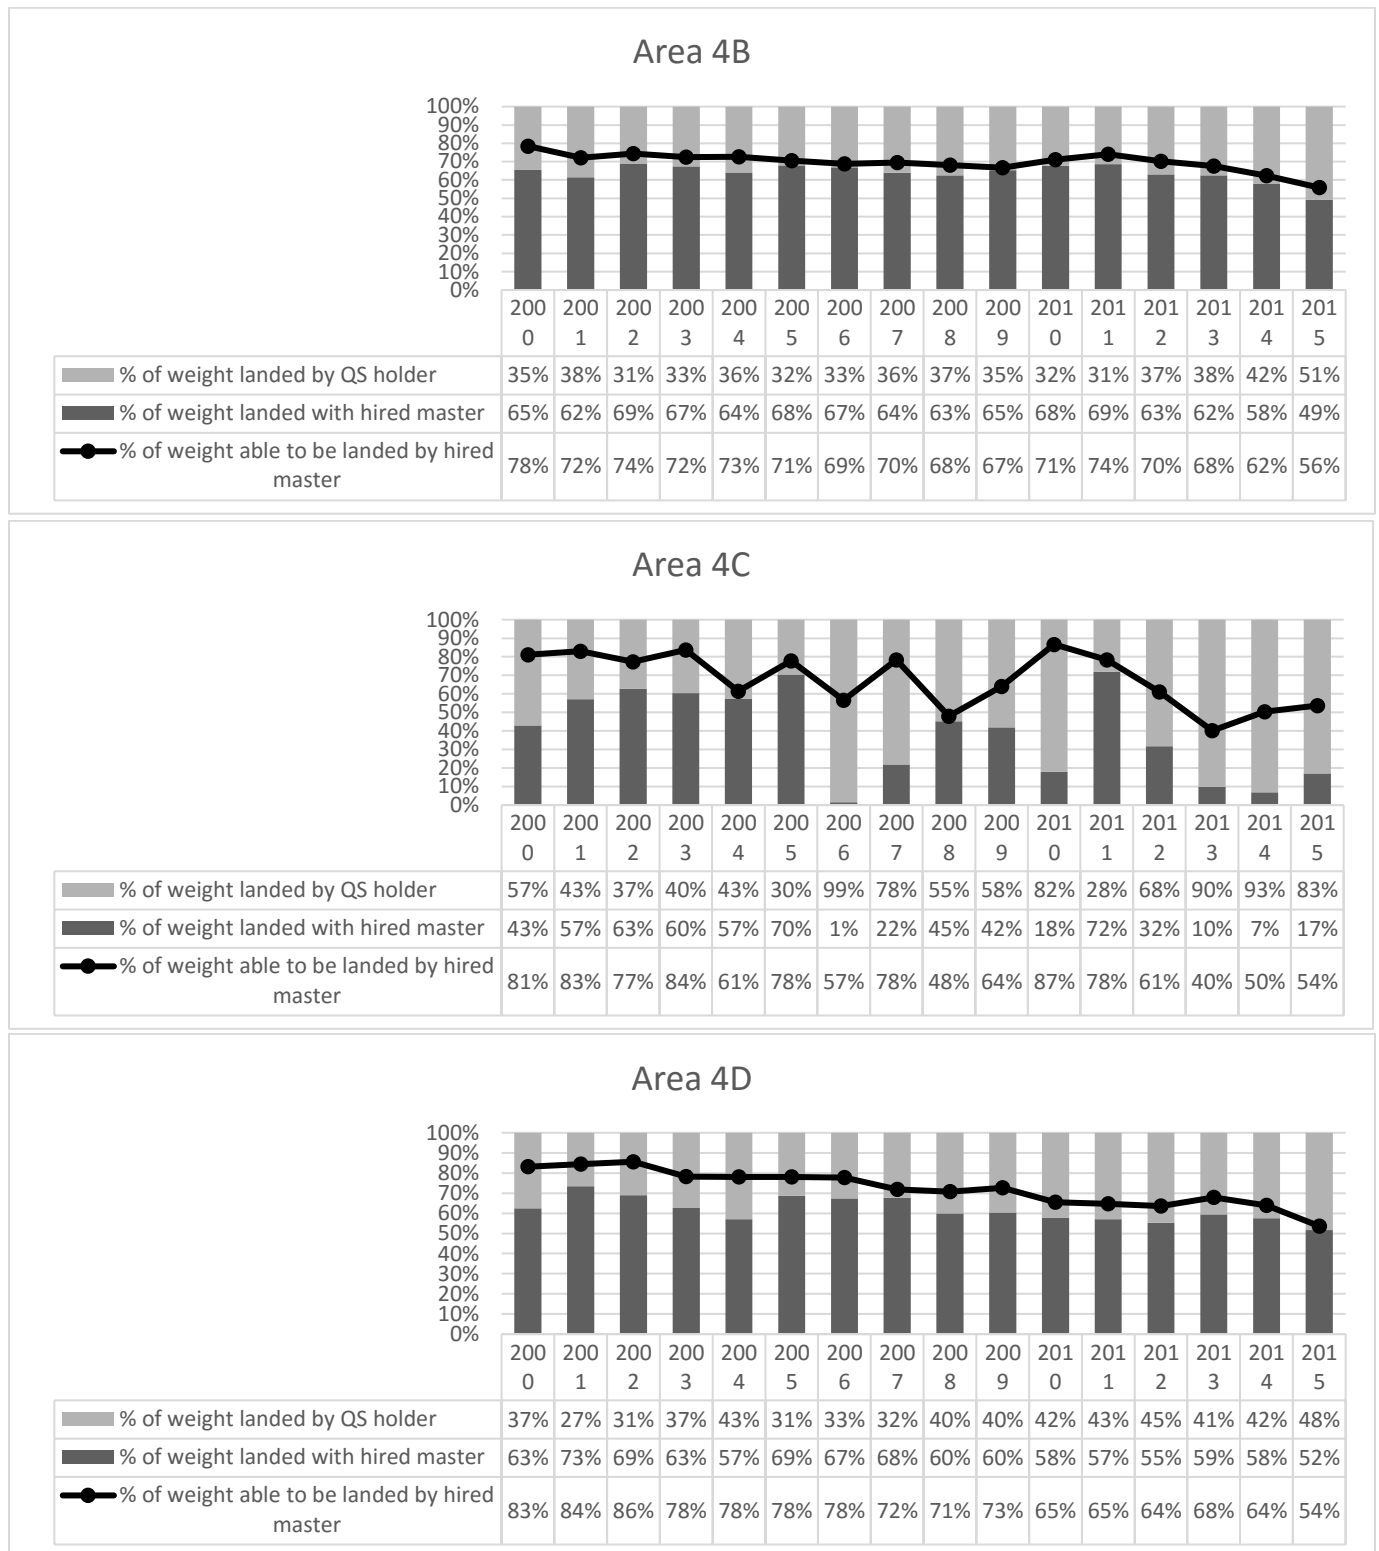 Area 4B
100%
90%
80%
70%
60%
50%
40%
30%
20%
10%
0%
200 200 200 200 200 200 200 200 200 200 201 201 201 201 201 201
0 1 2 3 4 5 6 7 8 9 0 1 2 3 4 5
% of weight landed by QS holder 35% 38% 31% 33% 36% 32% 33% 36% 37% 35% 32% 31% 37% 38% 42% 51%
% of weight landed with hired master 65% 62% 69% 67% 64% 68% 67% 64% 63% 65% 68% 69% 63% 62% 58% 49%
% of weight able to be landed by hired
master 78% 72% 74% 72% 73% 71% 69% 70% 68% 67% 71% 74% 70% 68% 62% 56%
Area 4C
100%
90%
80%
70%
60%
50%
40%
30%
20%
10%
0%
200 200 200 200 200 200 200 200 200 200 201 201 201 201 201 201
0 1 2 3 4 5 6 7 8 9 0 1 2 3 4 5
% of weight landed by QS holder 57% 43% 37% 40% 43% 30% 99% 78% 55% 58% 82% 28% 68% 90% 93% 83%
% of weight landed with hired master 43% 57% 63% 60% 57% 70% 1% 22% 45% 42% 18% 72% 32% 10% 7% 17%
% of weight able to be landed by hired
master 81% 83% 77% 84% 61% 78% 57% 78% 48% 64% 87% 78% 61% 40% 50% 54%
Area 4D
100%
90%
80%
70%
60%
50%
40%
30%
20%
10%
0%
200 200 200 200 200 200 200 200 200 200 201 201 201 201 201 201
0 1 2 3 4 5 6 7 8 9 0 1 2 3 4 5
% of weight landed by QS holder 37% 27% 31% 37% 43% 31% 33% 32% 40% 40% 42% 43% 45% 41% 42% 48%
% of weight landed with hired master 63% 73% 69% 63% 57% 69% 67% 68% 60% 60% 58% 57% 55% 59% 58% 52%
% of weight able to be landed by hired
master 83% 84% 86% 78% 78% 78% 78% 72% 71% 73% 65% 65% 64% 68% 64% 54%